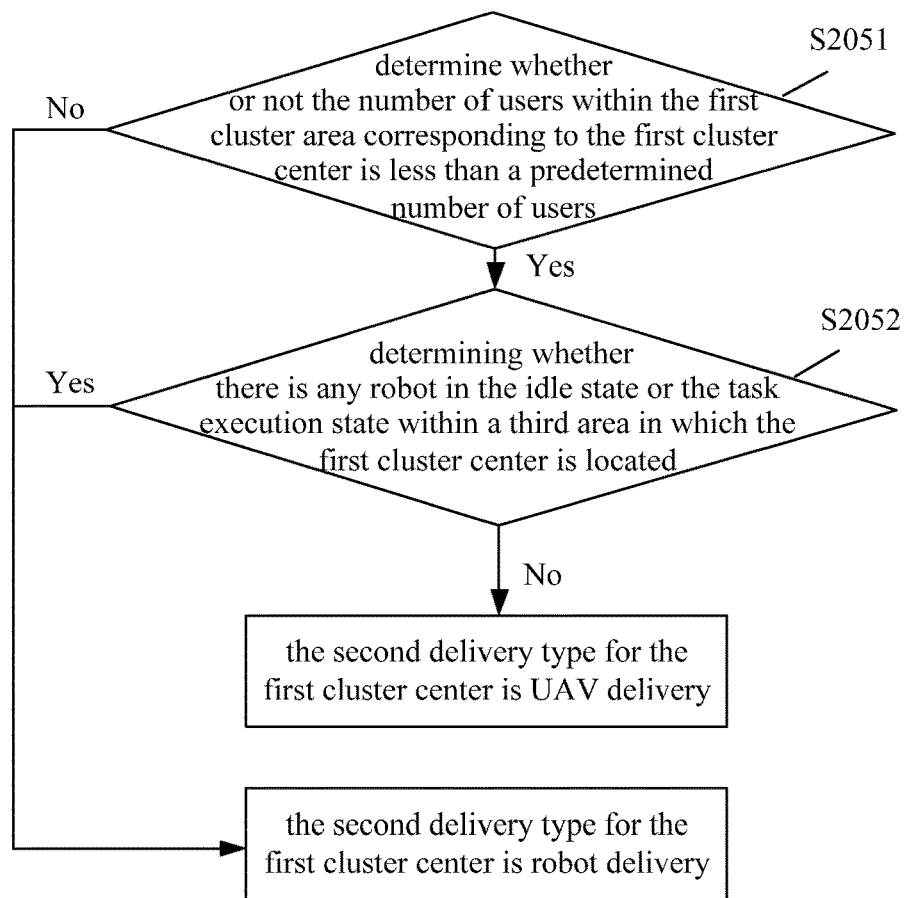 S2051
determine whether
or not the number of users within the first
cluster area corresponding to the first cluster
center is less than a predetermined
number of users
No
Yes
S2052
determining whether
there is any robot in the idle state or the task
execution state within a third area in which the
first cluster center is located
Yes
No
the second delivery type for the
first cluster center is UAV delivery
the second delivery type for the
first cluster center is robot delivery